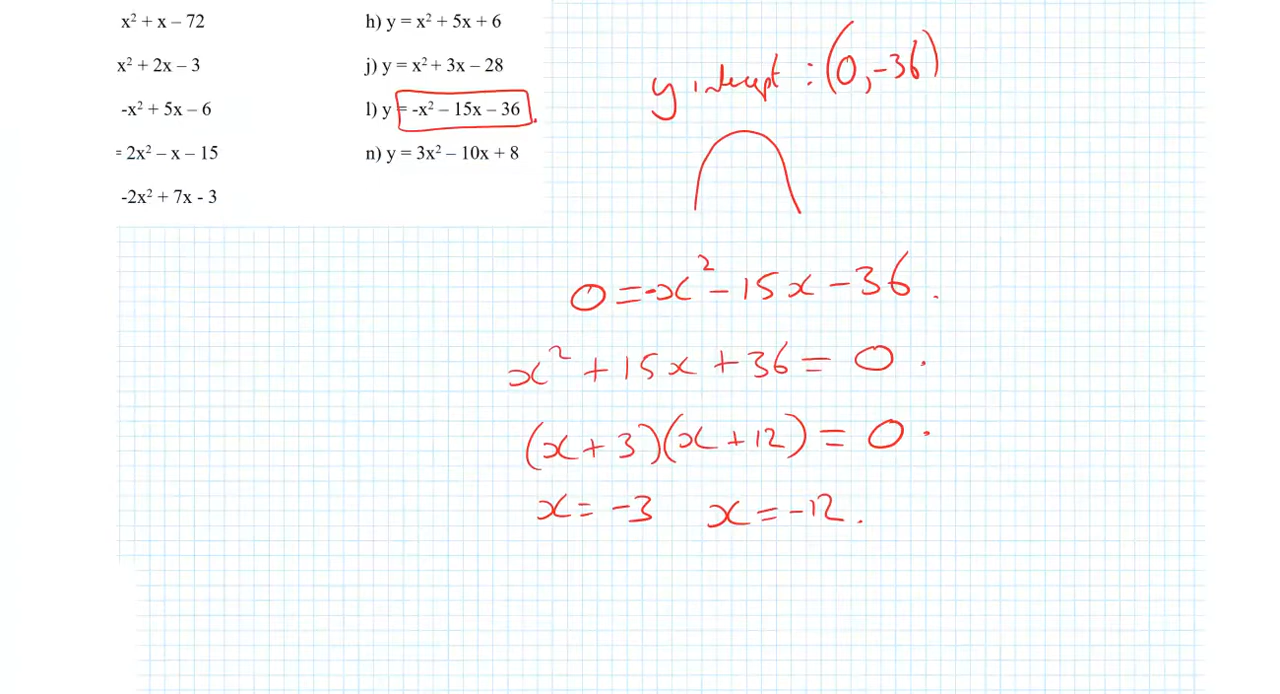 x² + x – 72
h) y = x² + 5x + 6
x² + 2x – 3
j) y = x² + 3x – 28
-x² + 5x – 6
l) y = -x² – 15x – 36
= 2x² – x – 15
n) y = 3x² – 10x + 8
-2x² + 7x - 3
y intercept : (0, -36)
0 = -x² - 15x - 36.
x² + 15x + 36 = 0.
(x + 3)(x + 12) = 0.
x = -3 x = -12.